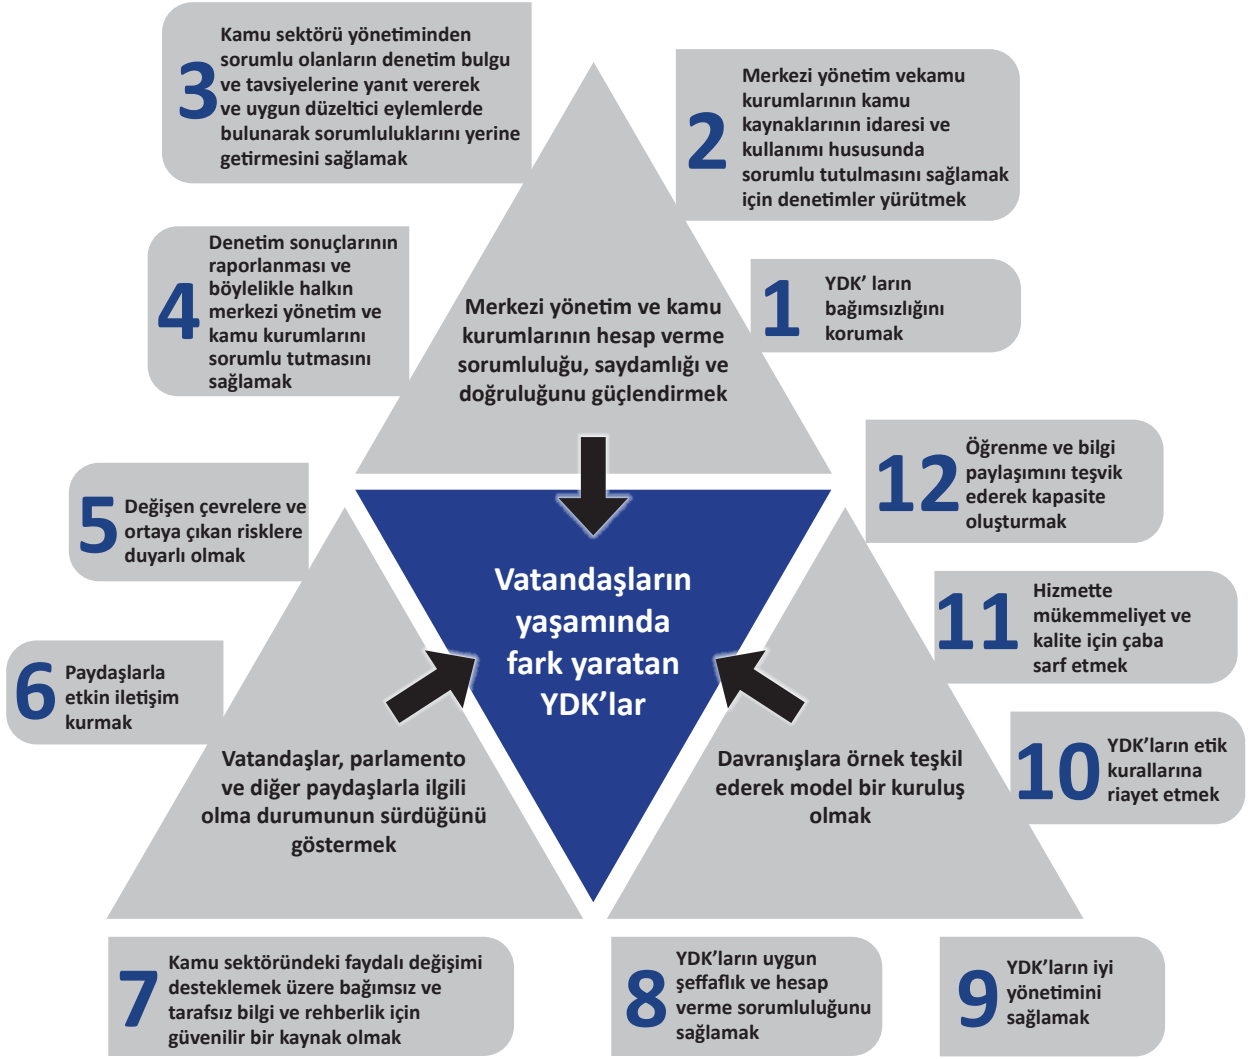 3
Kamu sektörü yönetiminden
sorumlu olanların denetim bulgu
ve tavsiyelerine yanıt vererek
ve uygun düzeltici eylemlerde
bulunarak sorumluluklarını yerine
getirmesini sağlamak
2
Merkezi yönetim vekamu
kurumlarının kamu
kaynaklarının idaresi ve
kullanımı hususunda
sorumlu tutulmasını sağlamak
için denetimler yürütmek
4
Denetim sonuçlarının
raporlanması ve
böylelikle halkın
merkezi yönetim ve
kamu kurumlarını
sorumlu tutmasını
sağlamak
Merkezi yönetim ve kamu
kurumlarının hesap verme
sorumluluğu, saydamlığı ve
doğruluğunu güçlendirmek
1
YDK' ların
bağımsızlığını
korumak
5
Değişen çevrelere ve
ortaya çıkan risklere
duyarlı olmak
12
Öğrenme ve bilgi
paylaşımını teşvik
ederek kapasite
oluşturmak
Vatandaşların
yaşamında
fark yaratan
YDK'lar
11
Hizmette
mükemmeliyet ve
kalite için çaba
sarf etmek
6
Paydaşlarla
etkin iletişim
kurmak
Vatandaşlar, parlamento
ve diğer paydaşlarla ilgili
olma durumunun sürdüğünü
göstermek
Davranışlara örnek teşkil
ederek model bir kuruluş
olmak
10
YDK'ların etik
kurallarına
riayet etmek
7
Kamu sektöründeki faydalı değişimi
desteklemek üzere bağımsız ve
tarafsız bilgi ve rehberlik için
güvenilir bir kaynak olmak
8
YDK'ların uygun
şeffaflık ve hesap
verme sorumluluğunu
sağlamak
9
YDK'ların iyi
yönetimini
sağlamak